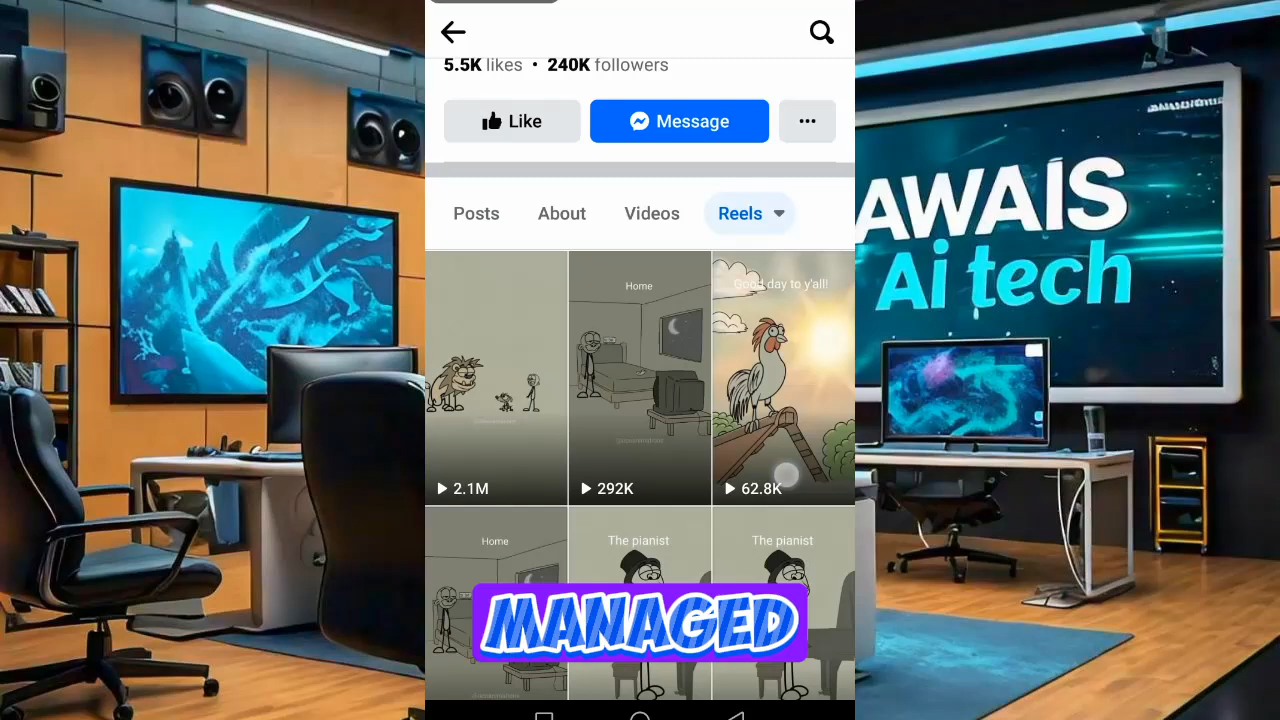 5.5K likes • 240K followers
Like
Message
Posts
About
Videos
Reels
Home
Good day to y'all!
2.1M
292K
62.8K
Home
The pianist
The pianist
MANAGED
AWAIS
Ai tech